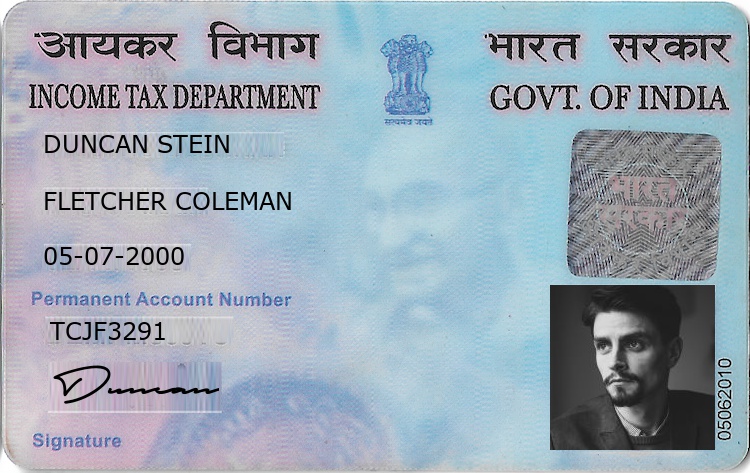 आयकर विभाग
भारत सरकार
INCOME TAX DEPARTMENT
GOVT. OF INDIA
सत्यमेव जयते
DUNCAN STEIN
FLETCHER COLEMAN
05-07-2000
भारत
सरकार
Permanent Account Number
TCJF3291
Duncan
Signature
05062010